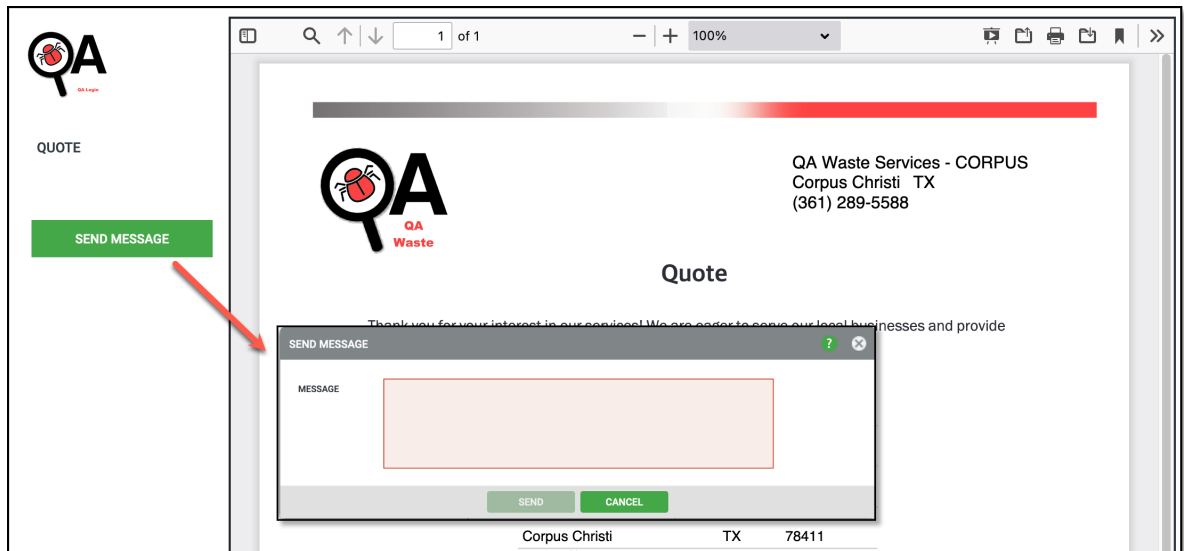 QA
QA Login
QUOTE
SEND MESSAGE
1 of 1
100%
QA
QA
Waste
QA Waste Services - CORPUS
Corpus Christi TX
(361) 289-5588
Quote
Thank you for your interest in our services! We are eager to serve our local businesses and provide
SEND MESSAGE
?
MESSAGE
SEND
CANCEL
Corpus Christi TX 78411